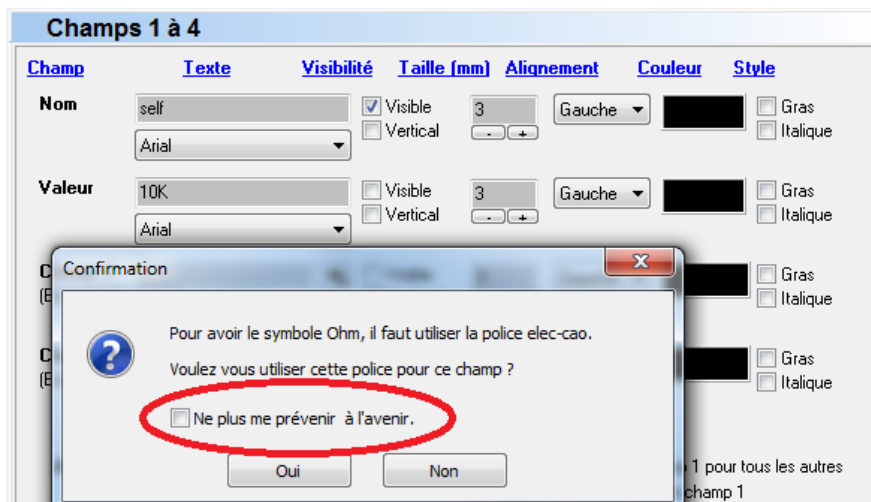 Champs 1 à 4
Champ Texte Visibilité Taille (mm) Alignement Couleur Style
Nom self Visible 3 Gauche Gras
Vertical - + Italique
Arial
Valeur 10K Visible 3 Gauche Gras
Vertical - + Italique
Arial
Confirmation X
C Gras
(E Italique
Pour avoir le symbole Ohm, il faut utiliser la police elec-cao.
Voulez vous utiliser cette police pour ce champ ?
C Gras
(E Italique
Ne plus me prévenir à l'avenir.
Oui Non
1 pour tous les autres
champ 1